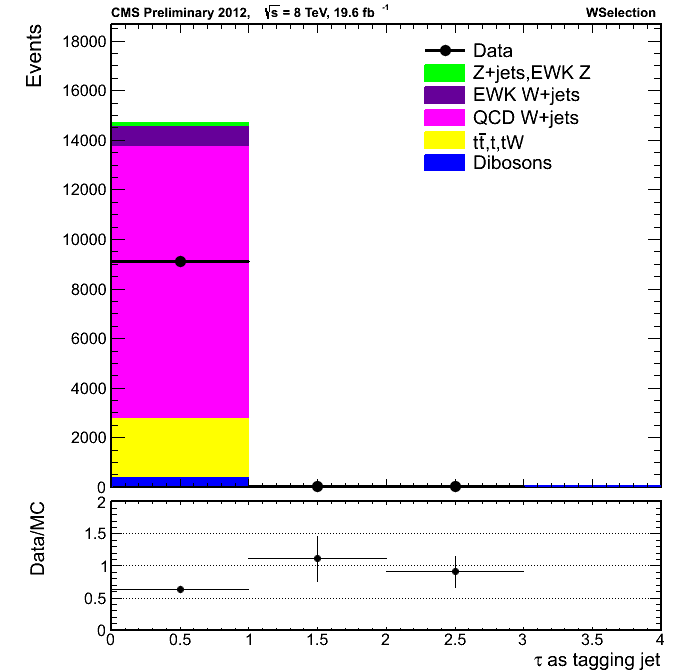 CMS Preliminary 2012, √s = 8 TeV, 19.6 fb⁻¹ WSelection
Events
18000
16000
14000
12000
10000
8000
6000
4000
2000
0
Data
Z+jets,EWK Z
EWK W+jets
QCD W+jets
tt̄,t,tW
Dibosons
Data/MC
2
1.5
1
0.5
0
0 0.5 1 1.5 2 2.5 3 3.5 4
τ as tagging jet